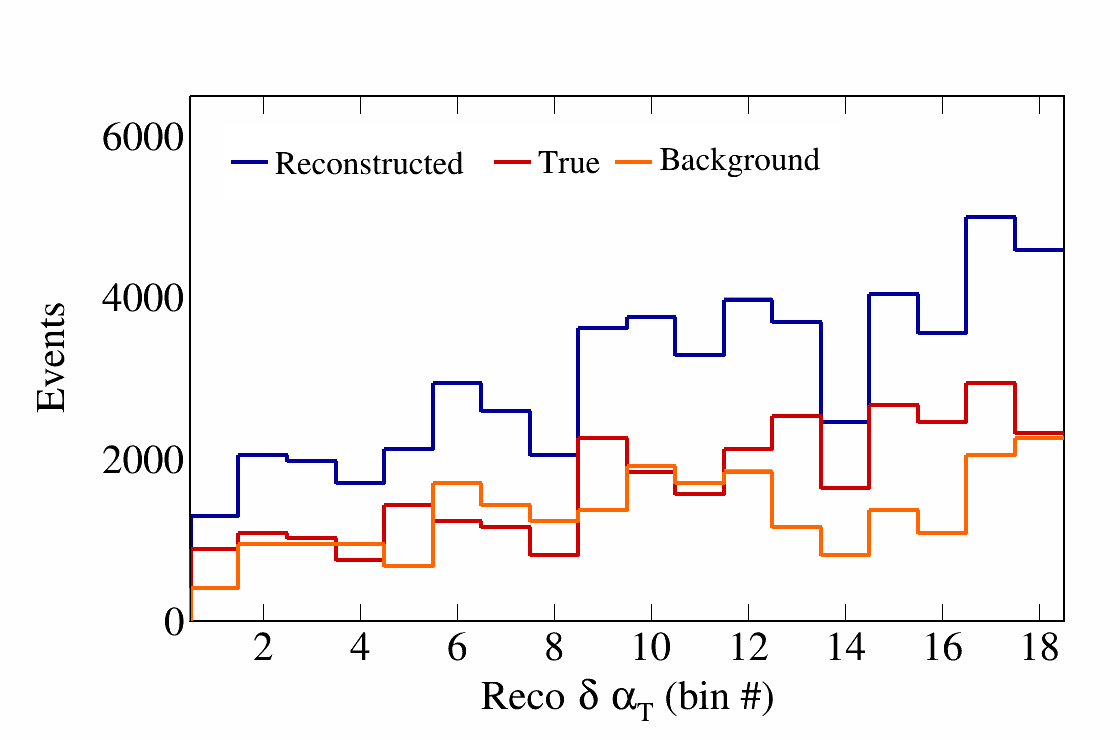 6000
Reconstructed True Background
4000
Events
2000
0
2 4 6 8 10 12 14 16 18
Reco δ α_T (bin #)